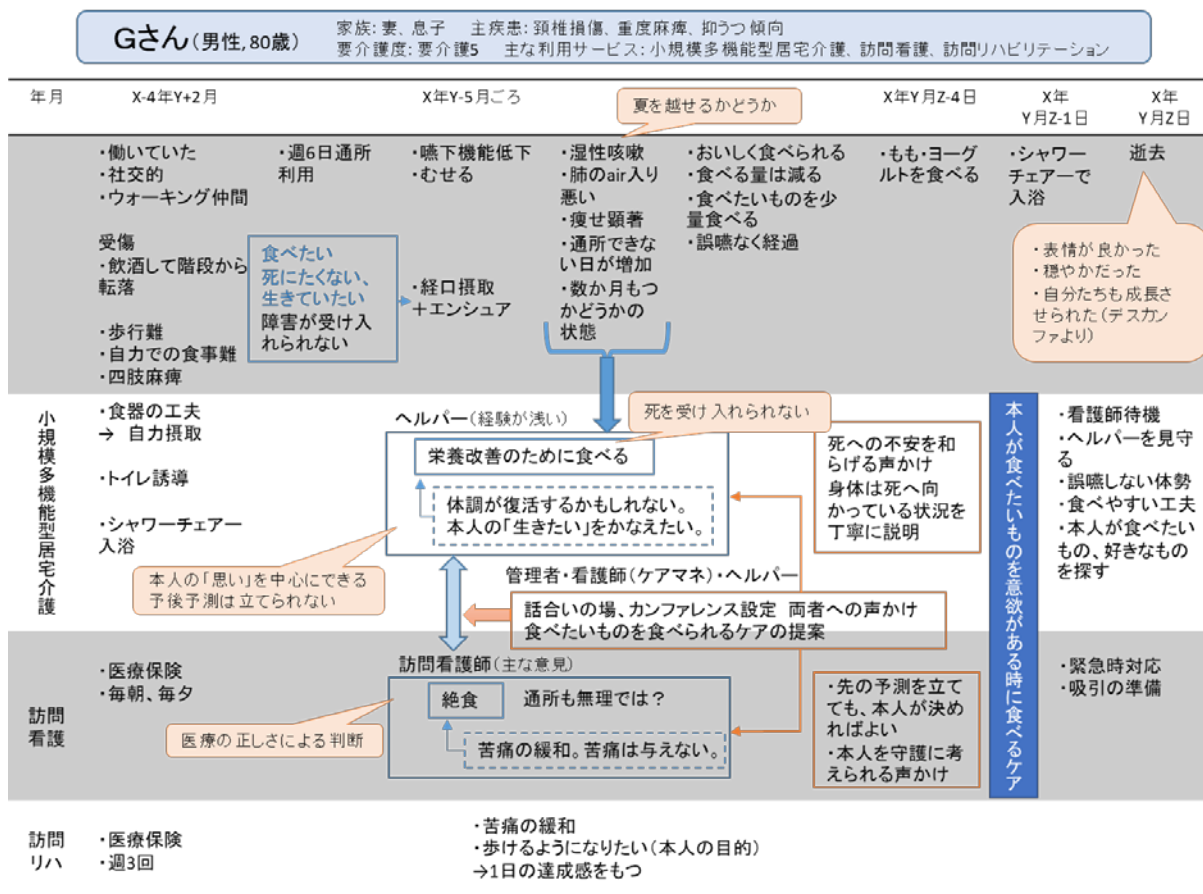 Gさん(男性,80歳)
家族:妻、息子　主疾患:頚椎損傷、重度麻痺、抑うつ傾向
要介護度:要介護5　主な利用サービス:小規模多機能型居宅介護、訪問看護、訪問リハビリテーション
年月
X-4年Y+2月
X年Y-5月ごろ
夏を越せるかどうか
X年Y月Z-4日
X年
Y月Z-1日
X年
Y月Z日
・働いていた
・社交的
・ウォーキング仲間
受傷
・飲酒して階段から
転落
・歩行難
・自力での食事難
・四肢麻痺
・週6日通所
利用
食べたい
死にたくない、
生きていたい
障害が受け入
れられない
・嚥下機能低下
・むせる
・経口摂取
＋エンシュア
・湿性咳嗽
・肺のair入り
悪い
・痩せ顕著
・通所できな
い日が増加
・数か月もつ
かどうかの
状態
・おいしく食べられる
・食べる量は減る
・食べたいものを少
量食べる
・誤嚥なく経過
・もも・ヨーグ
ルトを食べる
・シャワー
チェアーで
入浴
逝去
・表情が良かった
・穏やかだった
・自分たちも成長さ
せられた(デスカン
ファより)
小規模多機能型居宅介護
・食器の工夫
→ 自力摂取
・トイレ誘導
・シャワーチェアー
入浴
ヘルパー(経験が浅い)
死を受け入れられない
栄養改善のために食べる
体調が復活するかもしれない。
本人の「生きたい」をかなえたい。
本人の「思い」を中心にできる
予後予測は立てられない
死への不安を和
らげる声かけ
身体は死へ向
かっている状況を
丁寧に説明
管理者・看護師(ケアマネ)・ヘルパー
話合いの場、カンファレンス設定　両者への声かけ
食べたいものを食べられるケアの提案
本人が食べたいものを意欲がある時に食べるケア
・看護師待機
・ヘルパーを見守
る
・誤嚥しない体勢
・食べやすい工夫
・本人が食べたい
もの、好きなもの
を探す
訪問
看護
・医療保険
・毎朝、毎夕
訪問看護師(主な意見)
絶食
通所も無理では？
苦痛の緩和。苦痛は与えない。
医療の正しさによる判断
・先の予測を立て
ても、本人が決め
ればよい
・本人を守護に考
えられる声かけ
・緊急時対応
・吸引の準備
訪問
リハ
・医療保険
・週3回
・苦痛の緩和
・歩けるようになりたい(本人の目的)
→1日の達成感をもつ